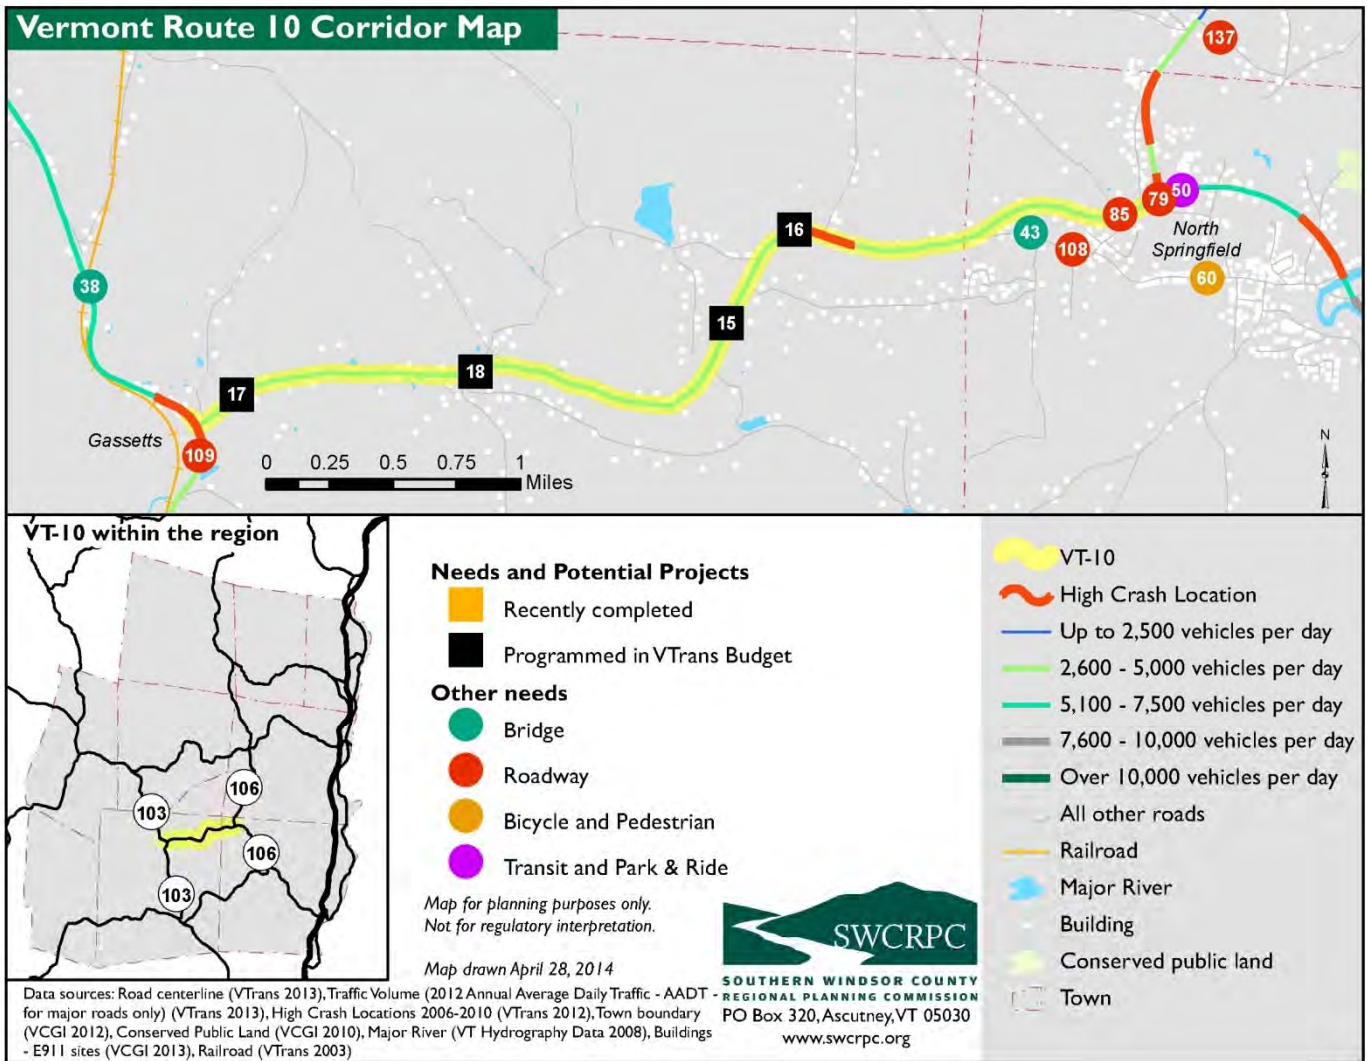 Vermont Route 10 Corridor Map
137
50
79
85
North
Springfield
16
43
108
60
38
15
18
17
Gassetts
109
0 0.25 0.5 0.75 1
Miles
N
VT-10 within the region
106
103
106
103
Needs and Potential Projects
Recently completed
Programmed in VTrans Budget
Other needs
Bridge
Roadway
Bicycle and Pedestrian
Transit and Park & Ride
Map for planning purposes only.
Not for regulatory interpretation.
Map drawn April 28, 2014
SWCRPC
SOUTHERN WINDSOR COUNTY
REGIONAL PLANNING COMMISSION
PO Box 320, Ascutney, VT 05030
www.swcrpc.org
VT-10
High Crash Location
Up to 2,500 vehicles per day
2,600 - 5,000 vehicles per day
5,100 - 7,500 vehicles per day
7,600 - 10,000 vehicles per day
Over 10,000 vehicles per day
All other roads
Railroad
Major River
Building
Conserved public land
Town
Data sources: Road centerline (VTrans 2013), Traffic Volume (2012 Annual Average Daily Traffic - AADT -
for major roads only) (VTrans 2013), High Crash Locations 2006-2010 (VTrans 2012), Town boundary
(VCGI 2012), Conserved Public Land (VCGI 2010), Major River (VT Hydrography Data 2008), Buildings
- E911 sites (VCGI 2013), Railroad (VTrans 2003)